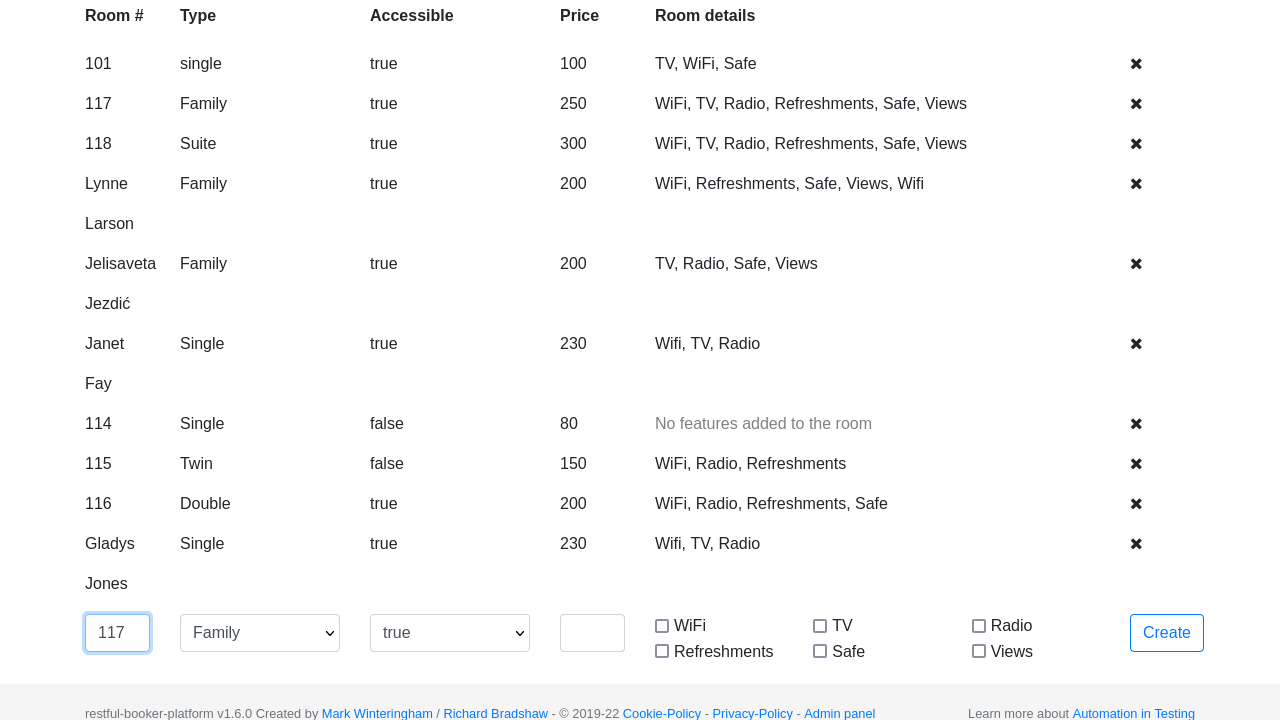 Room # Type Accessible Price Room details
101 single true 100 TV, WiFi, Safe
117 Family true 250 WiFi, TV, Radio, Refreshments, Safe, Views
118 Suite true 300 WiFi, TV, Radio, Refreshments, Safe, Views
Lynne Family true 200 WiFi, Refreshments, Safe, Views, Wifi
Larson
Jelisaveta Family true 200 TV, Radio, Safe, Views
Jezdić
Janet Single true 230 Wifi, TV, Radio
Fay
114 Single false 80 No features added to the room
115 Twin false 150 WiFi, Radio, Refreshments
116 Double true 200 WiFi, Radio, Refreshments, Safe
Gladys Single true 230 Wifi, TV, Radio
Jones
117 Family true WiFi TV Radio Create
Refreshments Safe Views
restful-booker-platform v1.6.0 Created by Mark Winteringham / Richard Bradshaw - © 2019-22 Cookie-Policy - Privacy-Policy - Admin panel Learn more about Automation in Testing